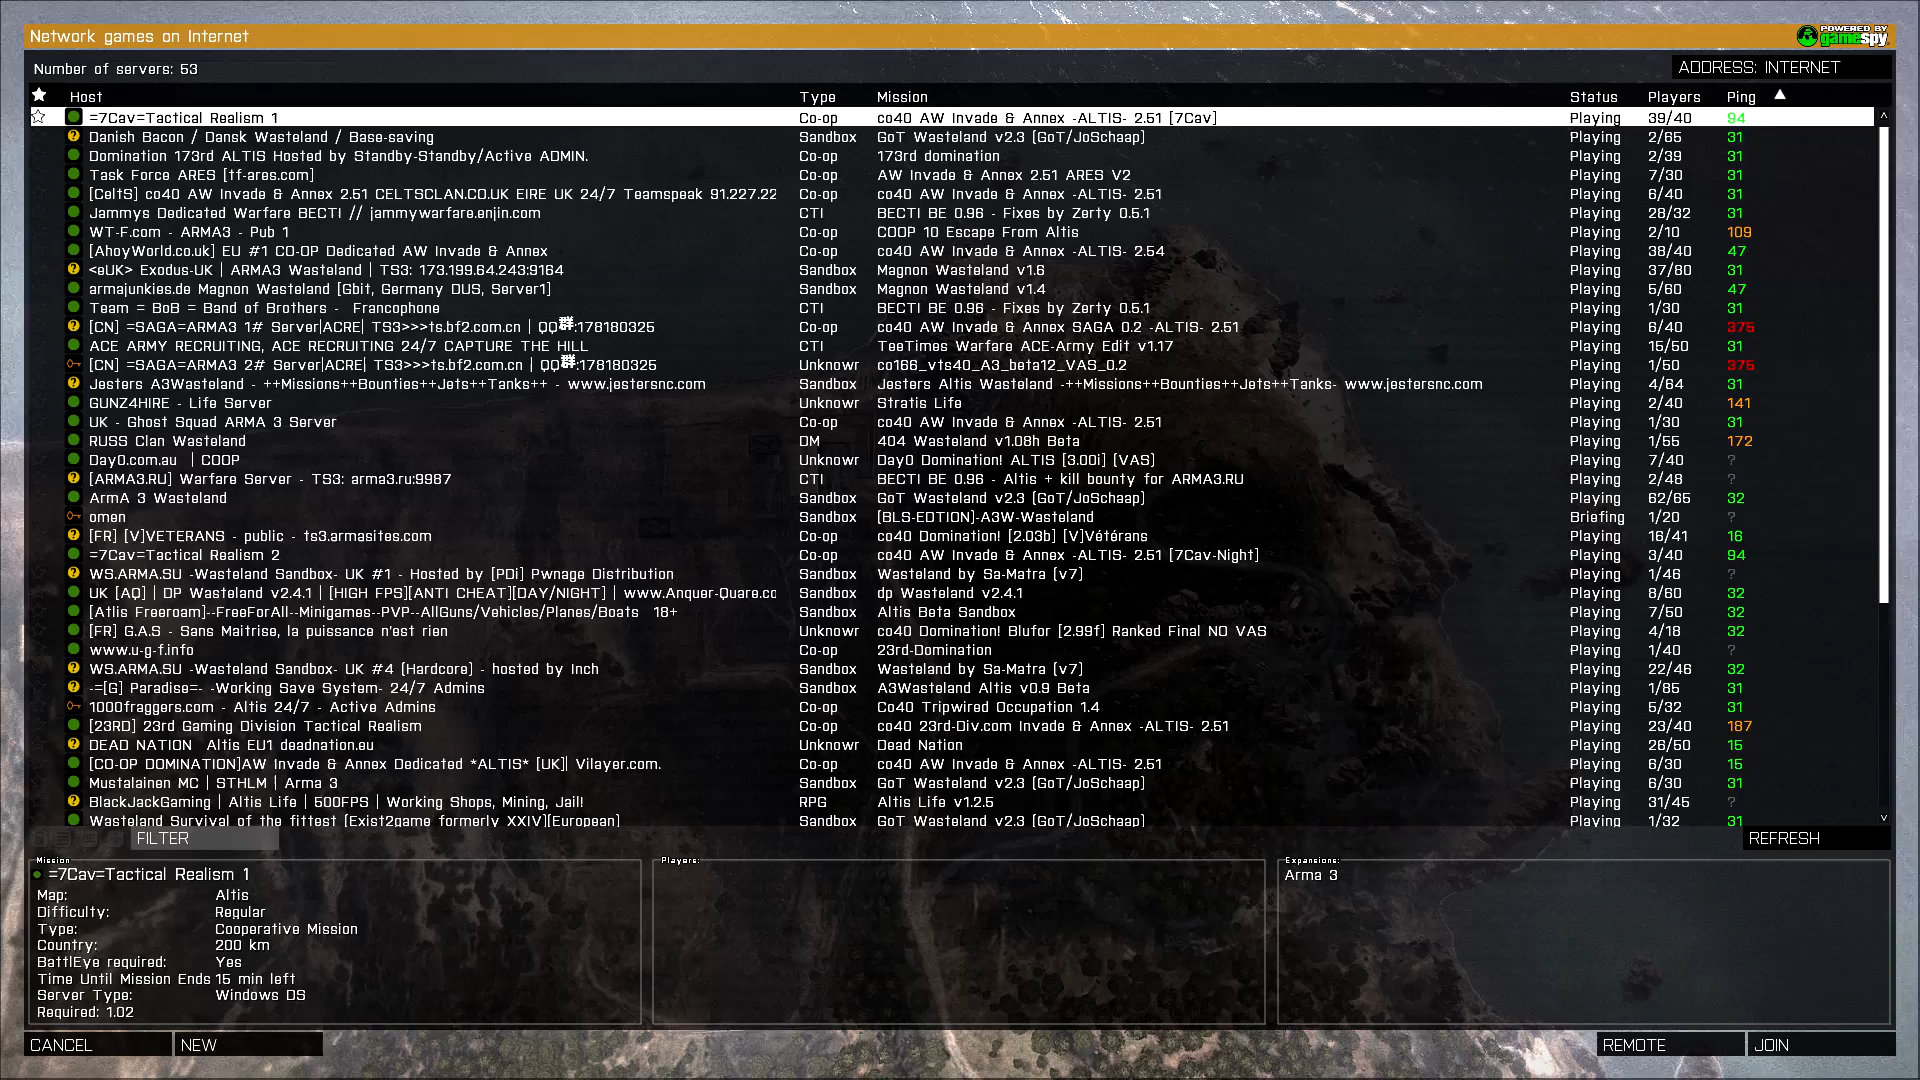 Network games on Internet
POWERED BY
gamespy
Number of servers: 53
ADDRESS: INTERNET
Host Type Mission Status Players Ping
=7Cav=Tactical Realism 1 Co-op co40 AW Invade & Annex -ALTIS- 2.51 [7Cav] Playing 39/40 94
Danish Bacon / Dansk Wasteland / Base-saving Sandbox GoT Wasteland v2.3 (GoT/JoSchaap) Playing 2/65 31
Domination 173rd ALTIS Hosted by Standby-Standby/Active ADMIN. Co-op 173rd domination Playing 2/39 31
Task Force ARES [tf-ares.com] Co-op AW Invade & Annex 2.51 ARES V2 Playing 7/30 31
[CeltS] co40 AW Invade & Annex 2.51 CELTSCLAN.CO.UK EIRE UK 24/7 Teamspeak 91.227.22 Co-op co40 AW Invade & Annex -ALTIS- 2.51 Playing 6/40 31
Jammys Dedicated Warfare BECTI // jammywarfare.enjin.com CTI BECTI BE 0.96 - Fixes by Zerty 0.5.1 Playing 28/32 31
WT-F.com - ARMA3 - Pub 1 Co-op COOP 10 Escape From Altis Playing 2/10 109
[AhoyWorld.co.uk] EU #1 CO-OP Dedicated AW Invade & Annex Co-op co40 AW Invade & Annex -ALTIS- 2.54 Playing 38/40 47
<eUK> Exodus-UK | ARMA3 Wasteland | TS3: 173.199.64.243:9164 Sandbox Magnon Wasteland v1.6 Playing 37/80 31
armajunkies.de Magnon Wasteland [Gbit, Germany DUS, Server1] Sandbox Magnon Wasteland v1.4 Playing 5/60 47
Team = BoB = Band of Brothers - Francophone CTI BECTI BE 0.96 - Fixes by Zerty 0.5.1 Playing 1/30 31
[CN] =SAGA=ARMA3 1# Server|ACRE| TS3>>>ts.bf2.com.cn | QQ群:178180325 Co-op co40 AW Invade & Annex SAGA 0.2 -ALTIS- 2.51 Playing 6/40 375
ACE ARMY RECRUITING, ACE RECRUITING 24/7 CAPTURE THE HILL CTI TeeTimes Warfare ACE-Army Edit v1.17 Playing 15/50 31
[CN] =SAGA=ARMA3 2# Server|ACRE| TS3>>>ts.bf2.com.cn | QQ群:178180325 Unknowr co166_vts40_A3_beta12_VAS_0.2 Playing 1/50 375
Jesters A3Wasteland - ++Missions++Bounties++Jets++Tanks++ - www.jestersnc.com Sandbox Jesters Altis Wasteland -++Missions++Bounties++Jets++Tanks- www.jestersnc.com Playing 4/64 31
GUNZ4HIRE - Life Server Unknowr Stratis Life Playing 2/40 141
UK - Ghost Squad ARMA 3 Server Co-op co40 AW Invade & Annex -ALTIS- 2.51 Playing 1/30 31
RUSS Clan Wasteland DM 404 Wasteland v1.08h Beta Playing 1/55 172
Day0.com.au | COOP Unknowr Day0 Domination! ALTIS [3.00i] (VAS) Playing 7/40 ?
[ARMA3.RU] Warfare Server - TS3: arma3.ru:9987 CTI BECTI BE 0.96 - Altis + kill bounty for ARMA3.RU Playing 2/48 ?
ArmA 3 Wasteland Sandbox GoT Wasteland v2.3 (GoT/JoSchaap) Playing 62/65 32
omen Sandbox (BLS-EDTION)-A3W-Wasteland Briefing 1/20 ?
[FR] [V]VETERANS - public - ts3.armasites.com Co-op co40 Domination! [2.03b] (V)Vétérans Playing 16/41 16
=7Cav=Tactical Realism 2 Co-op co40 AW Invade & Annex -ALTIS- 2.51 [7Cav-Night] Playing 3/40 94
WS.ARMA.SU -Wasteland Sandbox- UK #1 - Hosted by [PDi] Pwnage Distribution Sandbox Wasteland by Sa-Matra (v7) Playing 1/46 ?
UK [AQ] | DP Wasteland v2.4.1 | [HIGH FPS][ANTI CHEAT][DAY/NIGHT] | www.Anquer-Quare.co Sandbox dp Wasteland v2.4.1 Playing 8/60 32
[Atlis Freeroam]--FreeForAll--Minigames--PVP--AllGuns/Vehicles/Planes/Boats 18+ Sandbox Altis Beta Sandbox Playing 7/50 32
[FR] G.A.S - Sans Maitrise, la puissance n'est rien Unknowr co40 Domination! Blufor [2.99f] Ranked Final NO VAS Playing 4/18 32
www.u-g-f.info Co-op 23rd-Domination Playing 1/40 ?
WS.ARMA.SU -Wasteland Sandbox- UK #4 (Hardcore) - hosted by Inch Sandbox Wasteland by Sa-Matra (v7) Playing 22/46 32
-=[G] Paradise=- -Working Save System- 24/7 Admins Sandbox A3Wasteland Altis v0.9 Beta Playing 1/85 31
1000fraggers.com - Altis 24/7 - Active Admins Co-op Co40 Tripwired Occupation 1.4 Playing 5/32 31
[23RD] 23rd Gaming Division Tactical Realism Co-op co40 23rd-Div.com Invade & Annex -ALTIS- 2.51 Playing 23/40 187
DEAD NATION Altis EU1 deadnation.eu Unknowr Dead Nation Playing 26/50 15
[CO-OP DOMINATION]AW Invade & Annex Dedicated *ALTIS* [UK]| Vilayer.com. Co-op co40 AW Invade & Annex -ALTIS- 2.51 Playing 6/30 15
Mustalainen MC | STHLM | Arma 3 Sandbox GoT Wasteland v2.3 (GoT/JoSchaap) Playing 6/30 31
BlackJackGaming | Altis Life | 500FPS | Working Shops, Mining, Jail! RPG Altis Life v1.2.5 Playing 31/45 ?
Wasteland Survival of the fittest [Exist2game formerly XXIV][European] Sandbox GoT Wasteland v2.3 (GoT/JoSchaap) Playing 1/32 31
FILTER
REFRESH
Mission
=7Cav=Tactical Realism 1
Map: Altis
Difficulty: Regular
Type: Cooperative Mission
Country: 200 km
BattlEye required: Yes
Time Until Mission Ends 15 min left
Server Type: Windows DS
Required: 1.02
Players:
Expansions:
Arma 3
CANCEL
NEW
REMOTE
JOIN